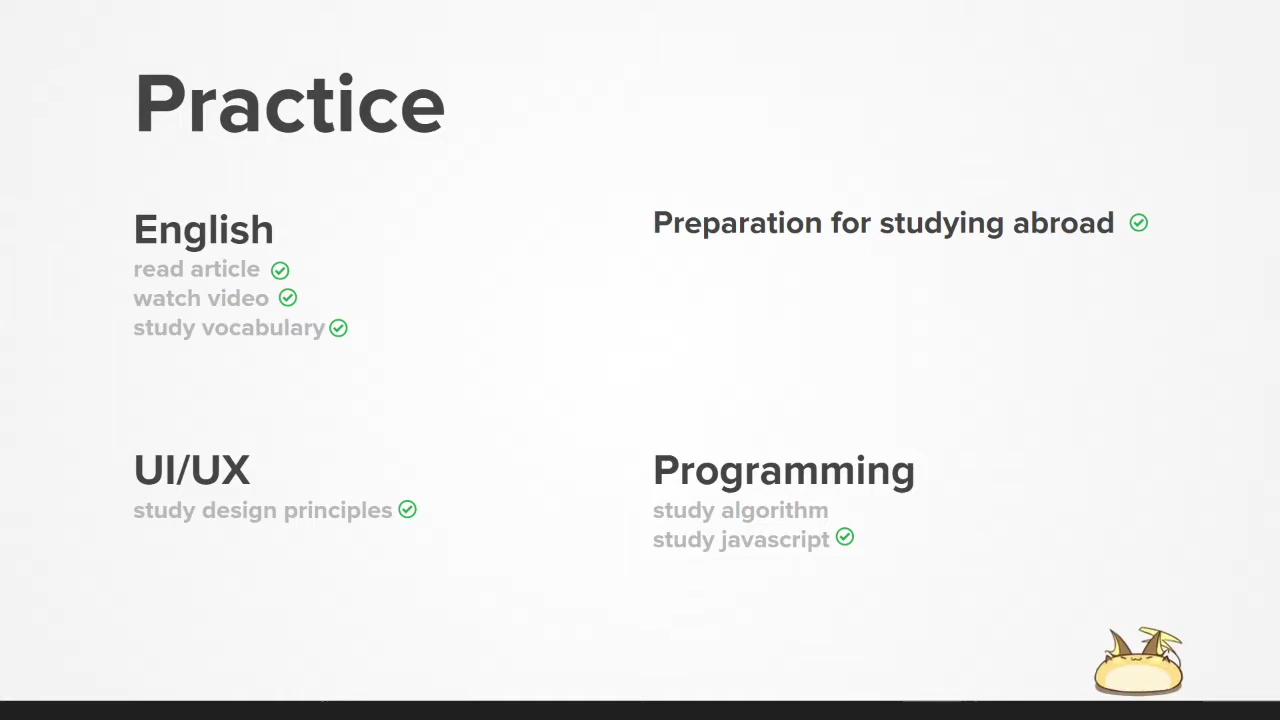 Practice
English
read article
watch video
study vocabulary
Preparation for studying abroad
UI/UX
study design principles
Programming
study algorithm
study javascript